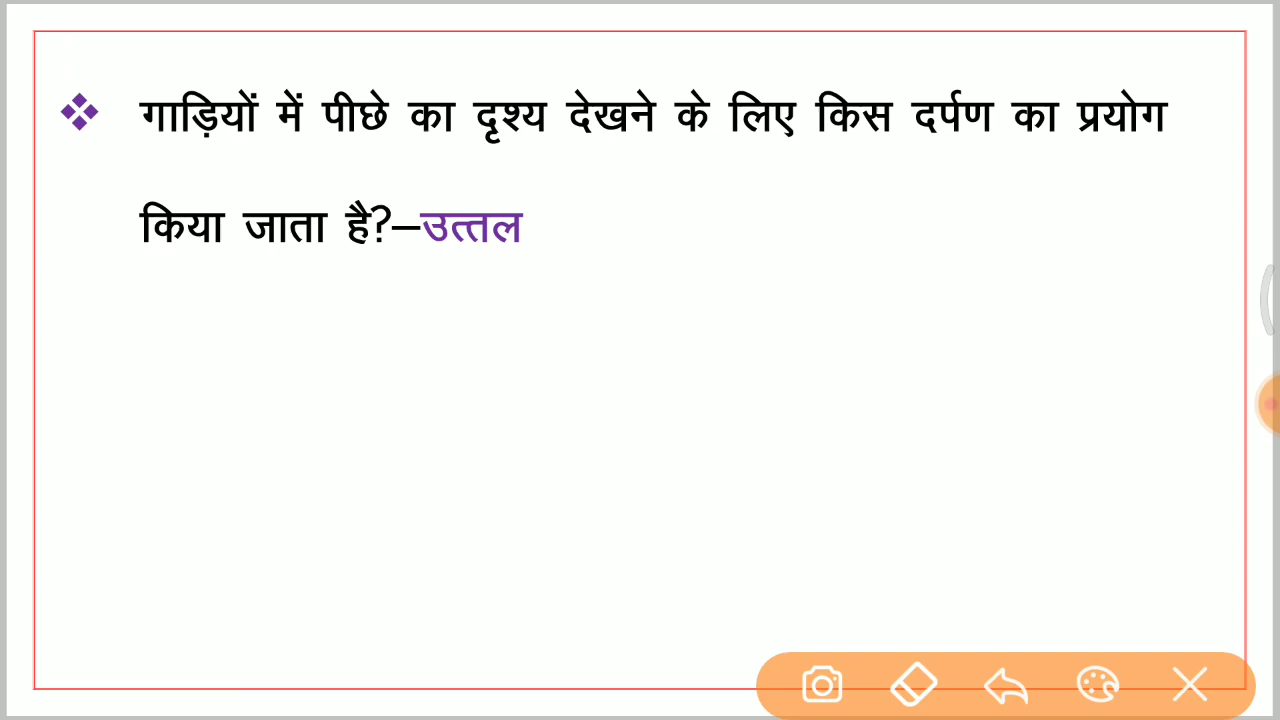 ❖ गाड़ियों में पीछे का दृश्य देखने के लिए किस दर्पण का प्रयोग
किया जाता है?–उत्तल